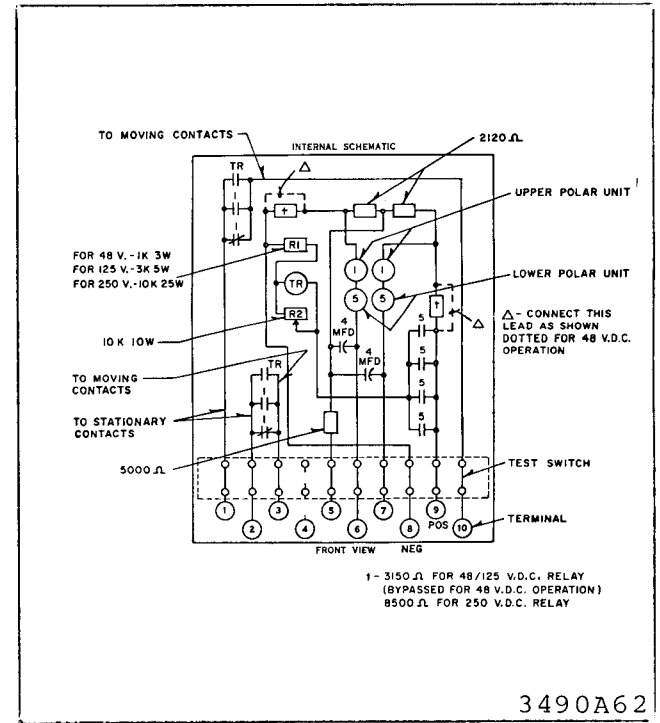 TO MOVING CONTACTS
INTERNAL SCHEMATIC
2120 Ω
TR
Δ
UPPER POLAR UNIT
↑
R1
1
1
FOR 48 V.-1K 3W
FOR 125 V.-3K 5W
FOR 250 V.-10K 25W
TR
LOWER POLAR UNIT
5
5
↑
R2
Δ
Δ- CONNECT THIS
LEAD AS SHOWN
DOTTED FOR 48 V.D.C.
OPERATION
10K 10W
4
MFD
4
MFD
5
5
5
5
TO MOVING
CONTACTS
TR
TO STATIONARY
CONTACTS
5000 Ω
TEST SWITCH
1
2
3
4
5
6
7
8
9
10
POS
TERMINAL
FRONT VIEW
NEG
1- 3150 Ω FOR 48/125 V.D.C. RELAY
(BYPASSED FOR 48 V.D.C. OPERATION)
8500 Ω FOR 250 V.D.C. RELAY
3490A62